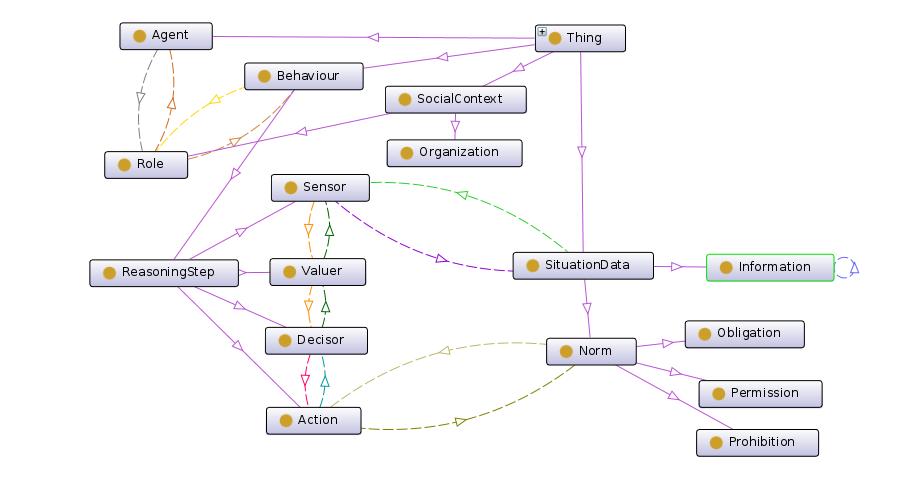 Agent
Thing
Behaviour
SocialContext
Organization
Role
Sensor
SituationData
Information
ReasoningStep
Valuer
Obligation
Decisor
Norm
Permission
Action
Prohibition